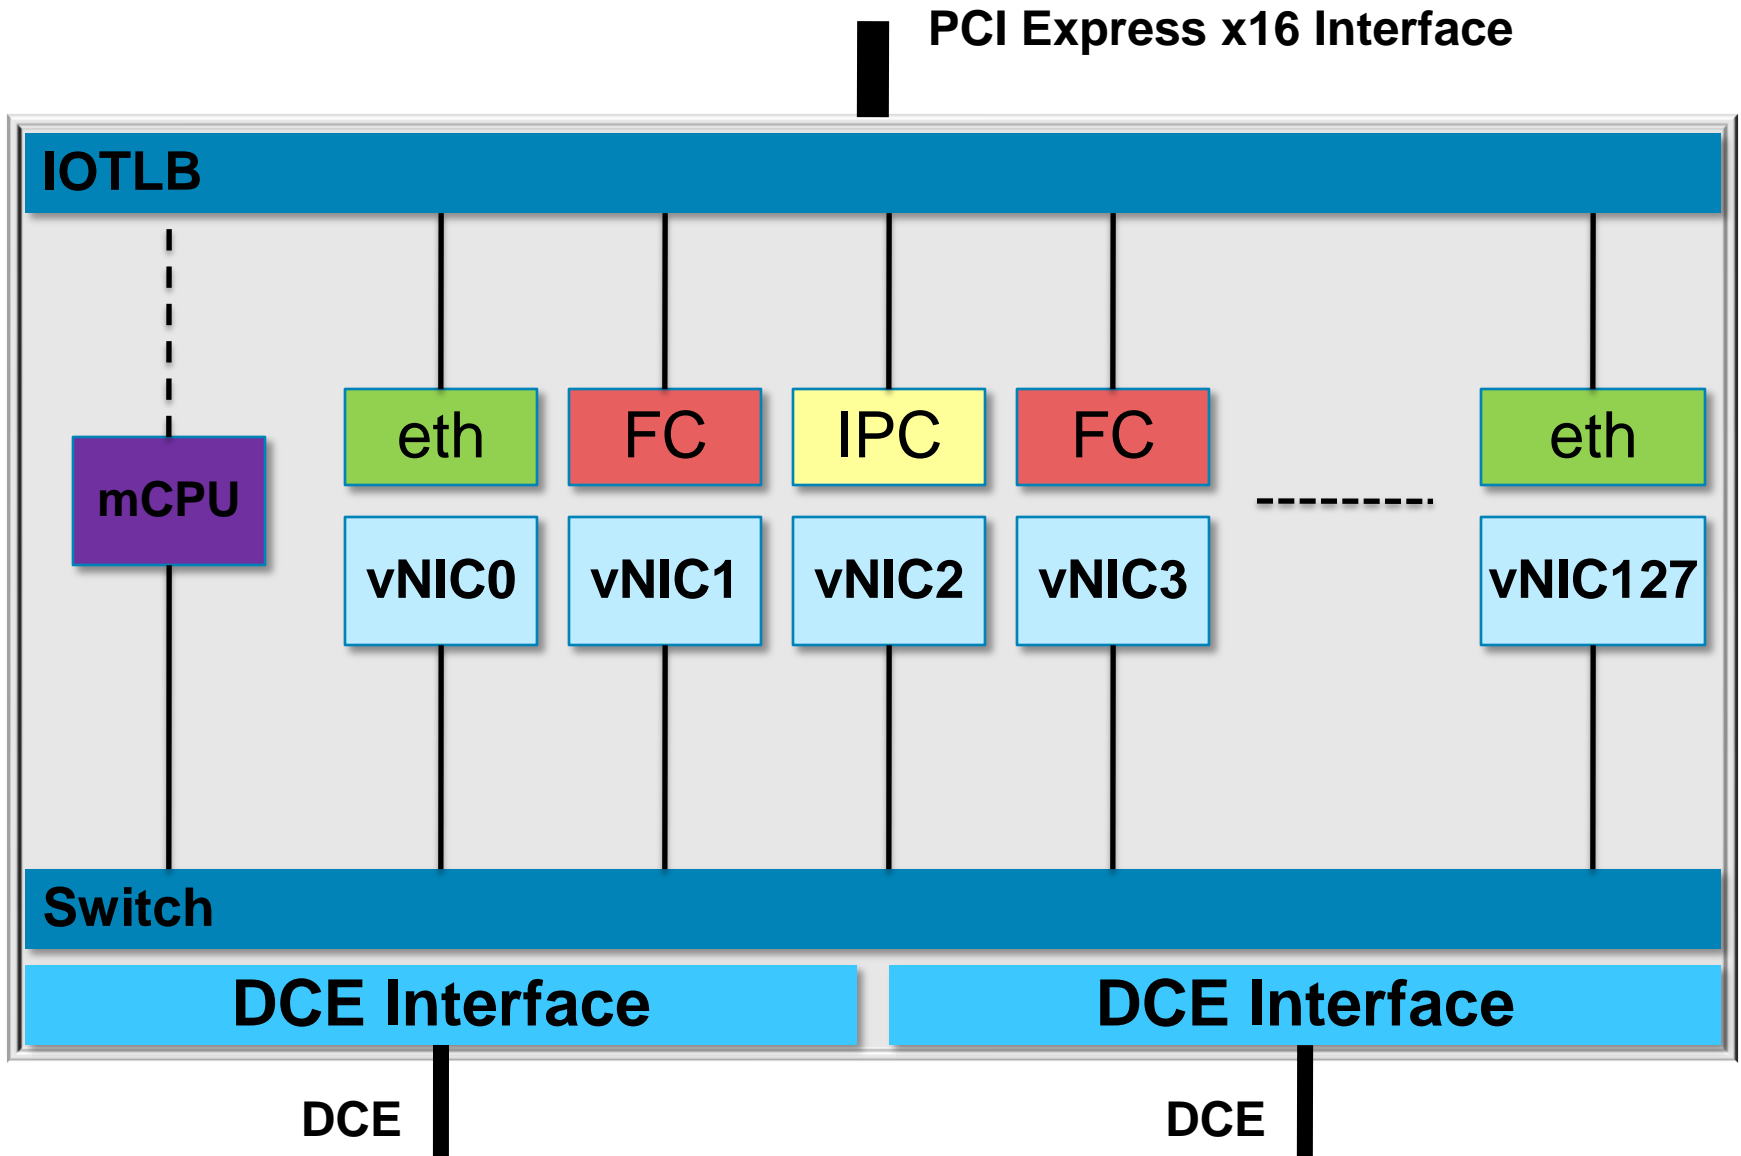 PCI Express x16 Interface
IOTLB
eth
FC
IPC
FC
eth
mCPU
vNIC0
vNIC1
vNIC2
vNIC3
vNIC127
Switch
DCE Interface
DCE Interface
DCE
DCE